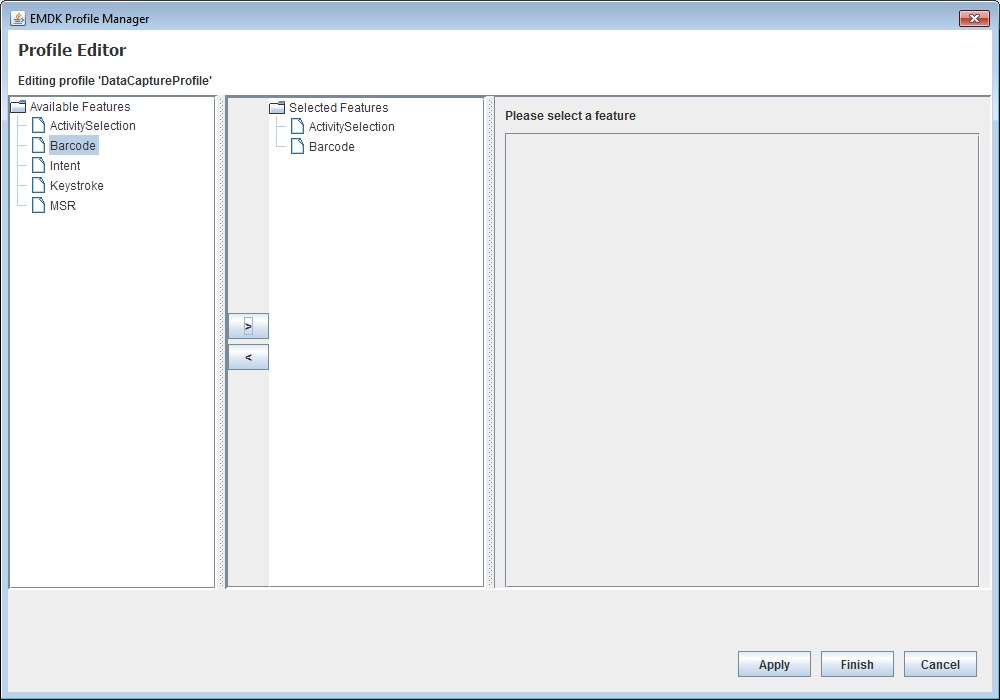 EMDK Profile Manager
Profile Editor
Editing profile 'DataCaptureProfile'
Available Features
ActivitySelection
Barcode
Intent
Keystroke
MSR
>
<
Selected Features
ActivitySelection
Barcode
Please select a feature
Apply
Finish
Cancel